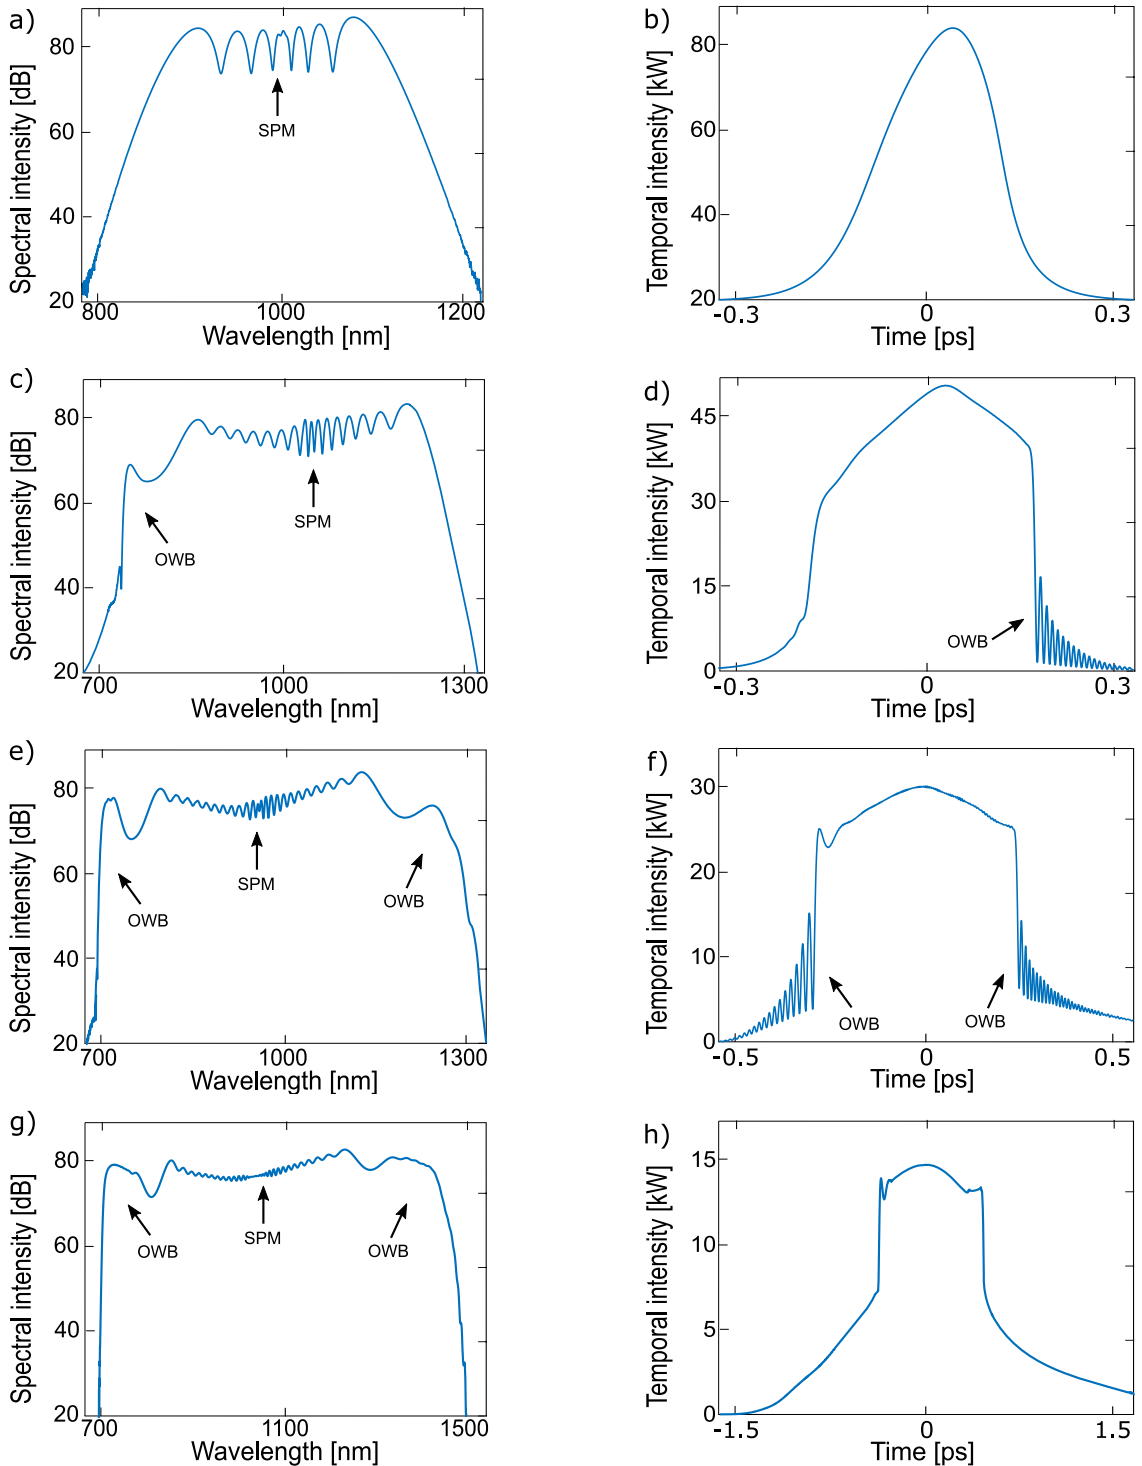 a)
Spectral intensity [dB]
80
60
40
20
SPM
800
1000
1200
Wavelength [nm]
b)
Temporal intensity [kW]
80
60
40
20
-0.3
0
0.3
Time [ps]
c)
Spectral intensity [dB]
80
60
40
20
OWB
SPM
700
1000
1300
Wavelength [nm]
d)
Temporal intensity [kW]
45
30
15
0
OWB
-0.3
0
0.3
Time [ps]
e)
Spectral intensity [dB]
80
60
40
20
OWB
SPM
OWB
700
1000
1300
Wavelength [nm]
f)
Temporal intensity [kW]
30
20
10
0
OWB
OWB
-0.5
0
0.5
Time [ps]
g)
Spectral intensity [dB]
80
60
40
20
OWB
SPM
OWB
700
1100
1500
Wavelength [nm]
h)
Temporal intensity [kW]
15
10
5
0
-1.5
0
1.5
Time [ps]